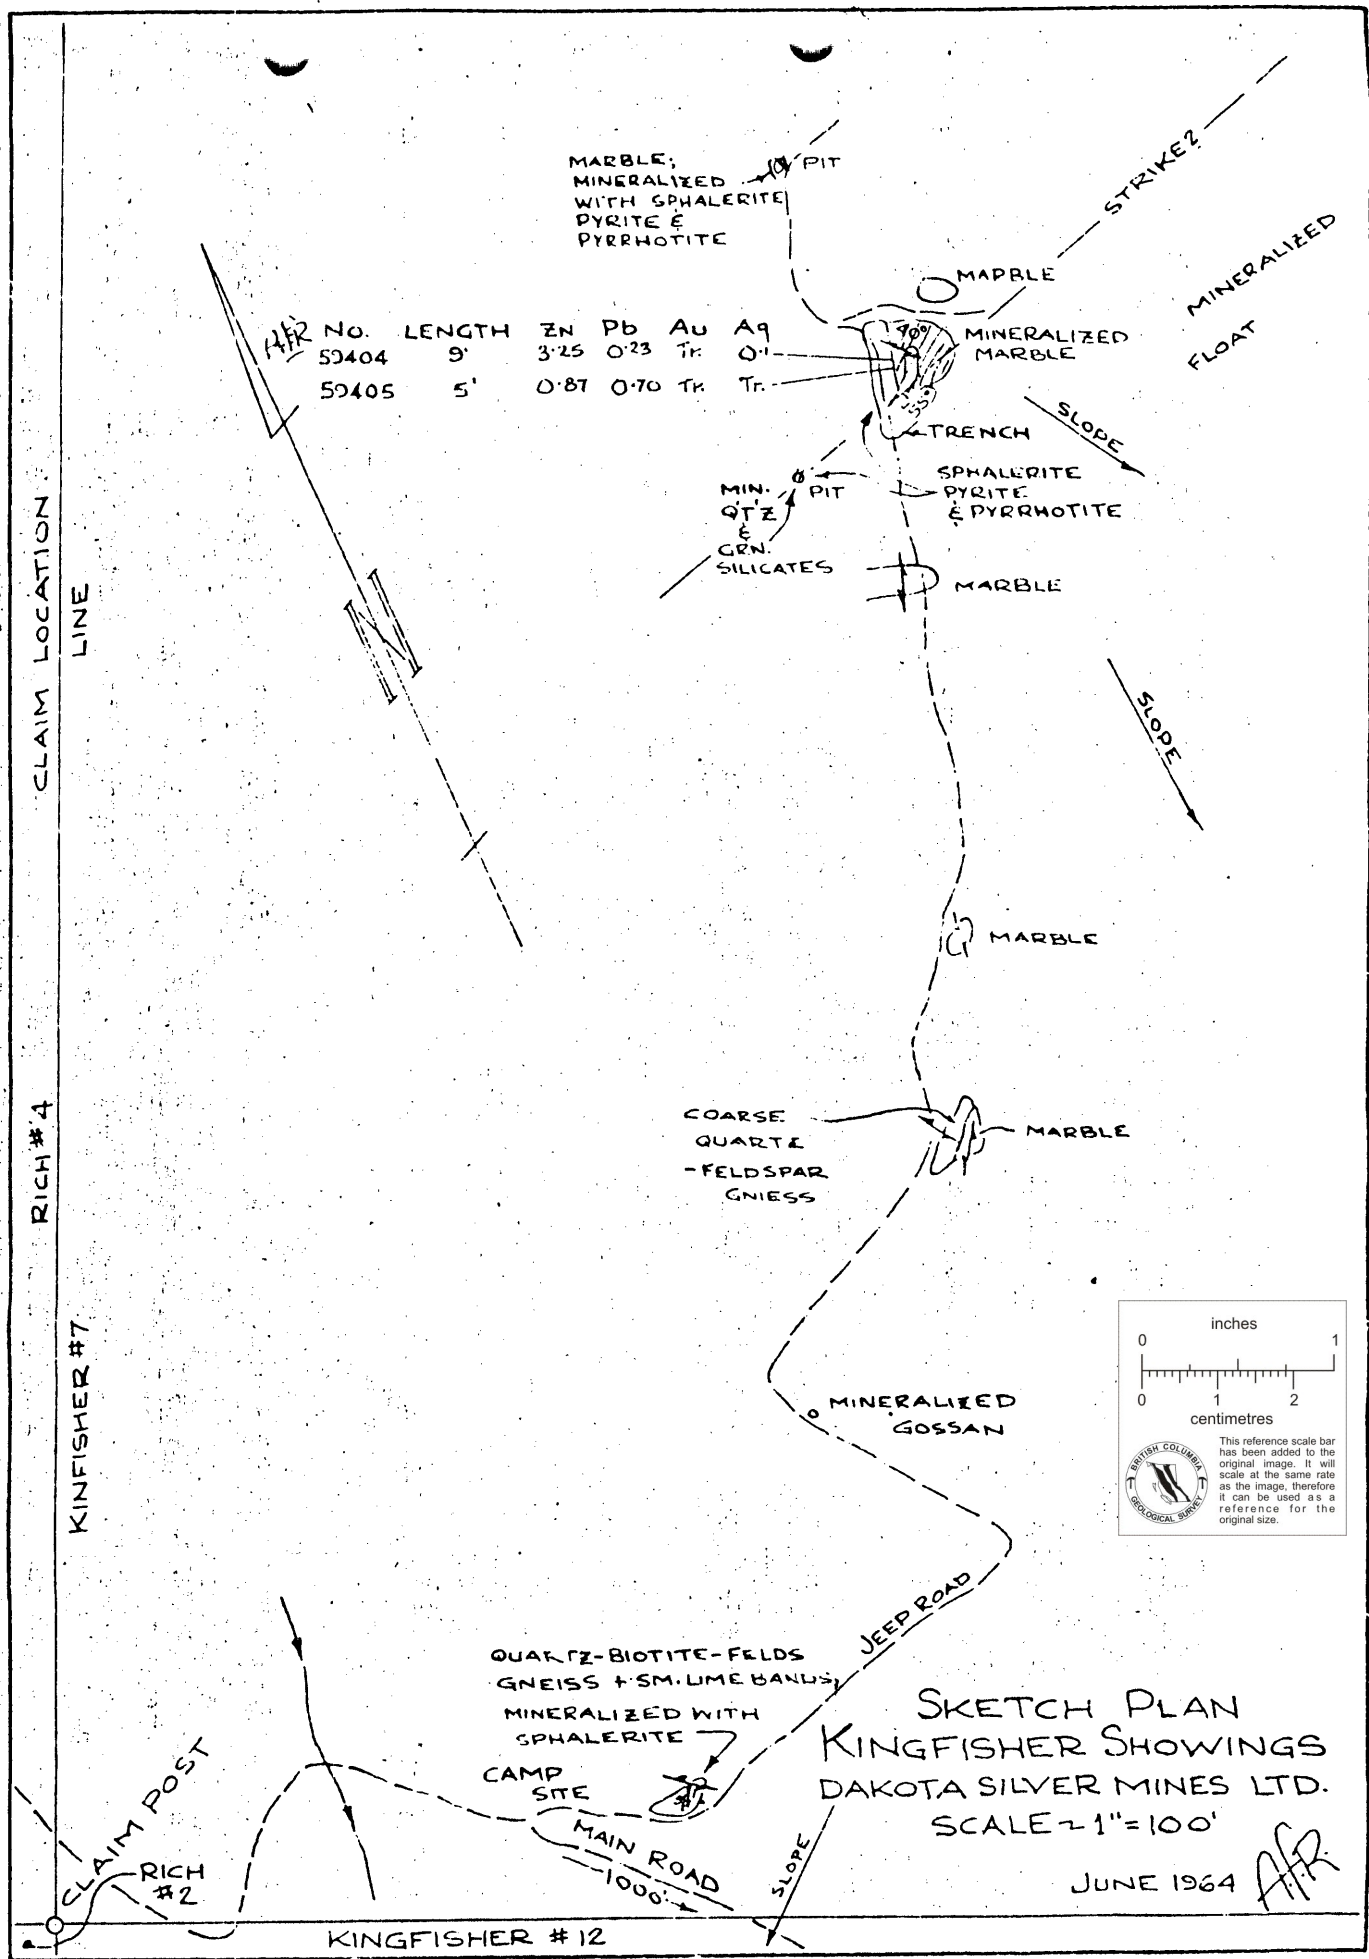 MARBLE;
MINERALIZED
WITH SPHALERITE
PYRITE &
PYRRHOTITE
PIT
STRIKE?
MINERALIZED
FLOAT
MARBLE
MINERALIZED
MARBLE
40°
55°
A.F.R. NO. LENGTH ZN Pb Au Ag
59404 9' 3.25 0.23 Tr. 0.1
59405 5' 0.87 0.70 Tr. Tr.
TRENCH
SLOPE
SPHALERITE
PYRITE
& PYRRHOTITE
PIT
MIN.
QT'Z
&
GRN.
SILICATES
MARBLE
N
CLAIM LOCATION
LINE
SLOPE
MARBLE
COARSE
QUARTZ
-FELDSPAR
GNIESS
MARBLE
RICH #4
KINFISHER #7
inches
0 1
0 1 2
centimetres
BRITISH COLUMBIA
GEOLOGICAL SURVEY
This reference scale bar
has been added to the
original image. It will
scale at the same rate
as the image, therefore
it can be used as a
reference for the
original size.
MINERALIZED
GOSSAN
JEEP ROAD
QUARTZ-BIOTITE-FELDS
GNEISS + SM. LIME BANDS,
MINERALIZED WITH
SPHALERITE
CAMP
SITE
MAIN ROAD
1000'
SLOPE
CLAIM POST
RICH
#2
KINGFISHER #12
SKETCH PLAN
KINGFISHER SHOWINGS
DAKOTA SILVER MINES LTD.
SCALE ~ 1" = 100'
JUNE 1964 A.F.R.